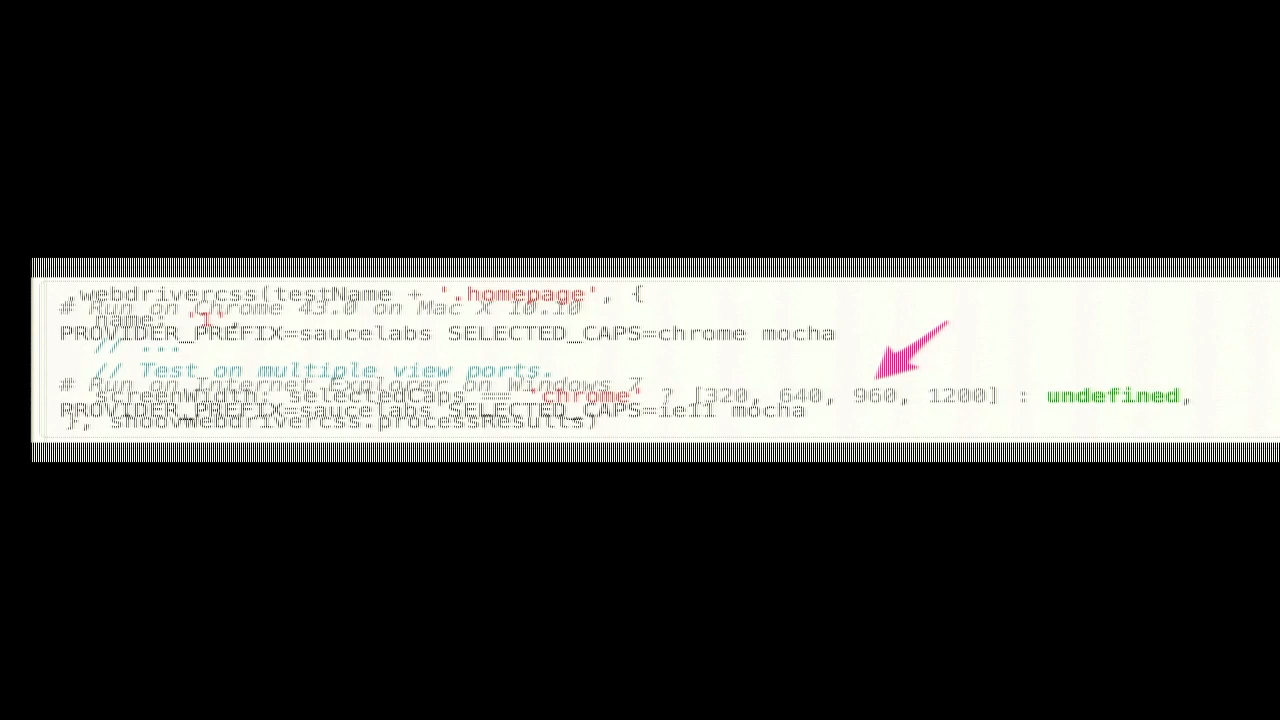 .webdrivercss(testName + '.homepage', {
# Run on Chrome 43.0 on Mac X 10.10
name: '1',
PROVIDER_PREFIX=saucelabs SELECTED_CAPS=chrome mocha
// ...
// Test on multiple view ports.
# Run on Internet Explorer on Windows 7
screenWidth: selectedCaps == 'chrome' ? [320, 640, 960, 1200] : undefined,
PROVIDER_PREFIX=saucelabs SELECTED_CAPS=ie11 mocha
}, shoovWebdrivercss.processResults)